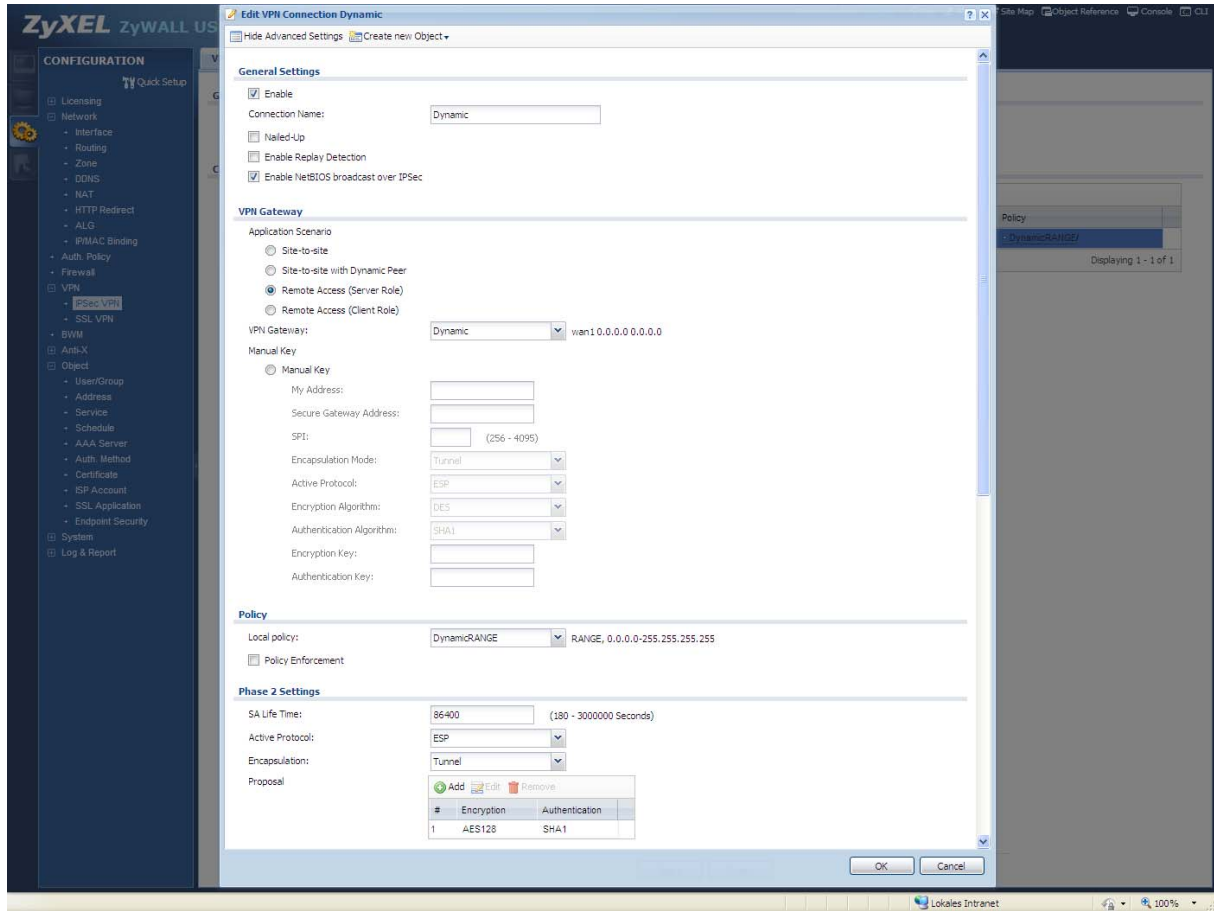 ZyXEL ZyWALL US
Edit VPN Connection Dynamic
Site Map Object Reference Console CLI
Hide Advanced Settings Create new Object
CONFIGURATION
Quick Setup
Licensing
Network
Interface
Routing
Zone
DDNS
NAT
HTTP Redirect
ALG
IP/MAC Binding
Auth. Policy
Firewall
VPN
IPSec VPN
SSL VPN
BWM
Anti-X
Object
User/Group
Address
Service
Schedule
AAA Server
Auth. Method
Certificate
ISP Account
SSL Application
Endpoint Security
System
Log & Report
V
G
C
General Settings
Enable
Connection Name: Dynamic
Nailed-Up
Enable Replay Detection
Enable NetBIOS broadcast over IPSec
VPN Gateway
Application Scenario
Site-to-site
Site-to-site with Dynamic Peer
Remote Access (Server Role)
Remote Access (Client Role)
VPN Gateway: Dynamic wan1 0.0.0.0 0.0.0.0
Manual Key
Manual Key
My Address:
Secure Gateway Address:
SPI: (256 - 4095)
Encapsulation Mode: Tunnel
Active Protocol: ESP
Encryption Algorithm: DES
Authentication Algorithm: SHA1
Encryption Key:
Authentication Key:
Policy
Local policy: DynamicRANGE RANGE, 0.0.0.0-255.255.255.255
Policy Enforcement
Phase 2 Settings
SA Life Time: 86400 (180 - 3000000 Seconds)
Active Protocol: ESP
Encapsulation: Tunnel
Proposal
Add Edit Remove
# Encryption Authentication
1 AES128 SHA1
OK Cancel
Policy
DynamicRANGE/
Displaying 1 - 1 of 1
Lokales Intranet 100%